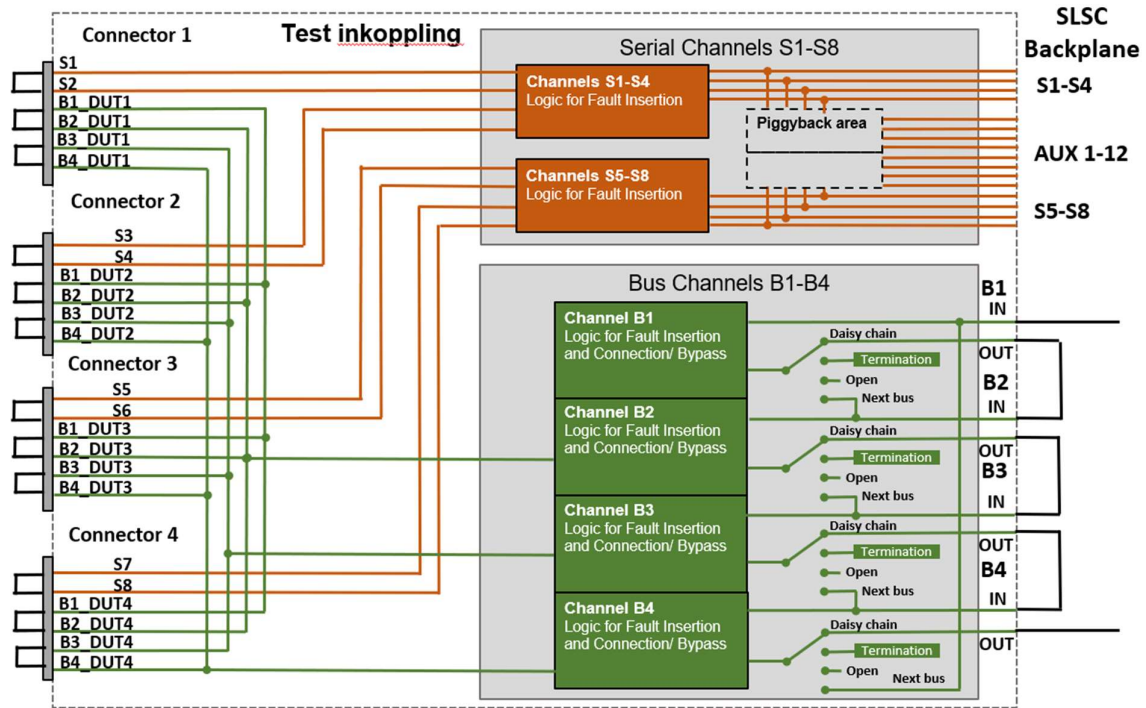 Connector 1
S1
S2
B1_DUT1
B2_DUT1
B3_DUT1
B4_DUT1
Connector 2
S3
S4
B1_DUT2
B2_DUT2
B3_DUT2
B4_DUT2
Connector 3
S5
S6
B1_DUT3
B2_DUT3
B3_DUT3
B4_DUT3
Connector 4
S7
S8
B1_DUT4
B2_DUT4
B3_DUT4
B4_DUT4
Test inkoppling
Serial Channels S1-S8
Channels S1-S4
Logic for Fault Insertion
Channels S5-S8
Logic for Fault Insertion
Piggyback area
Bus Channels B1-B4
Channel B1
Logic for Fault Insertion
and Connection/ Bypass
Daisy chain
Termination
Open
Next bus
Channel B2
Logic for Fault Insertion
and Connection/ Bypass
Daisy chain
Termination
Open
Next bus
Channel B3
Logic for Fault Insertion
and Connection/ Bypass
Daisy chain
Termination
Open
Next bus
Channel B4
Logic for Fault Insertion
and Connection/ Bypass
Daisy chain
Termination
Open
Next bus
SLSC
Backplane
S1-S4
AUX 1-12
S5-S8
B1
IN
OUT
B2
IN
OUT
B3
IN
OUT
B4
IN
OUT